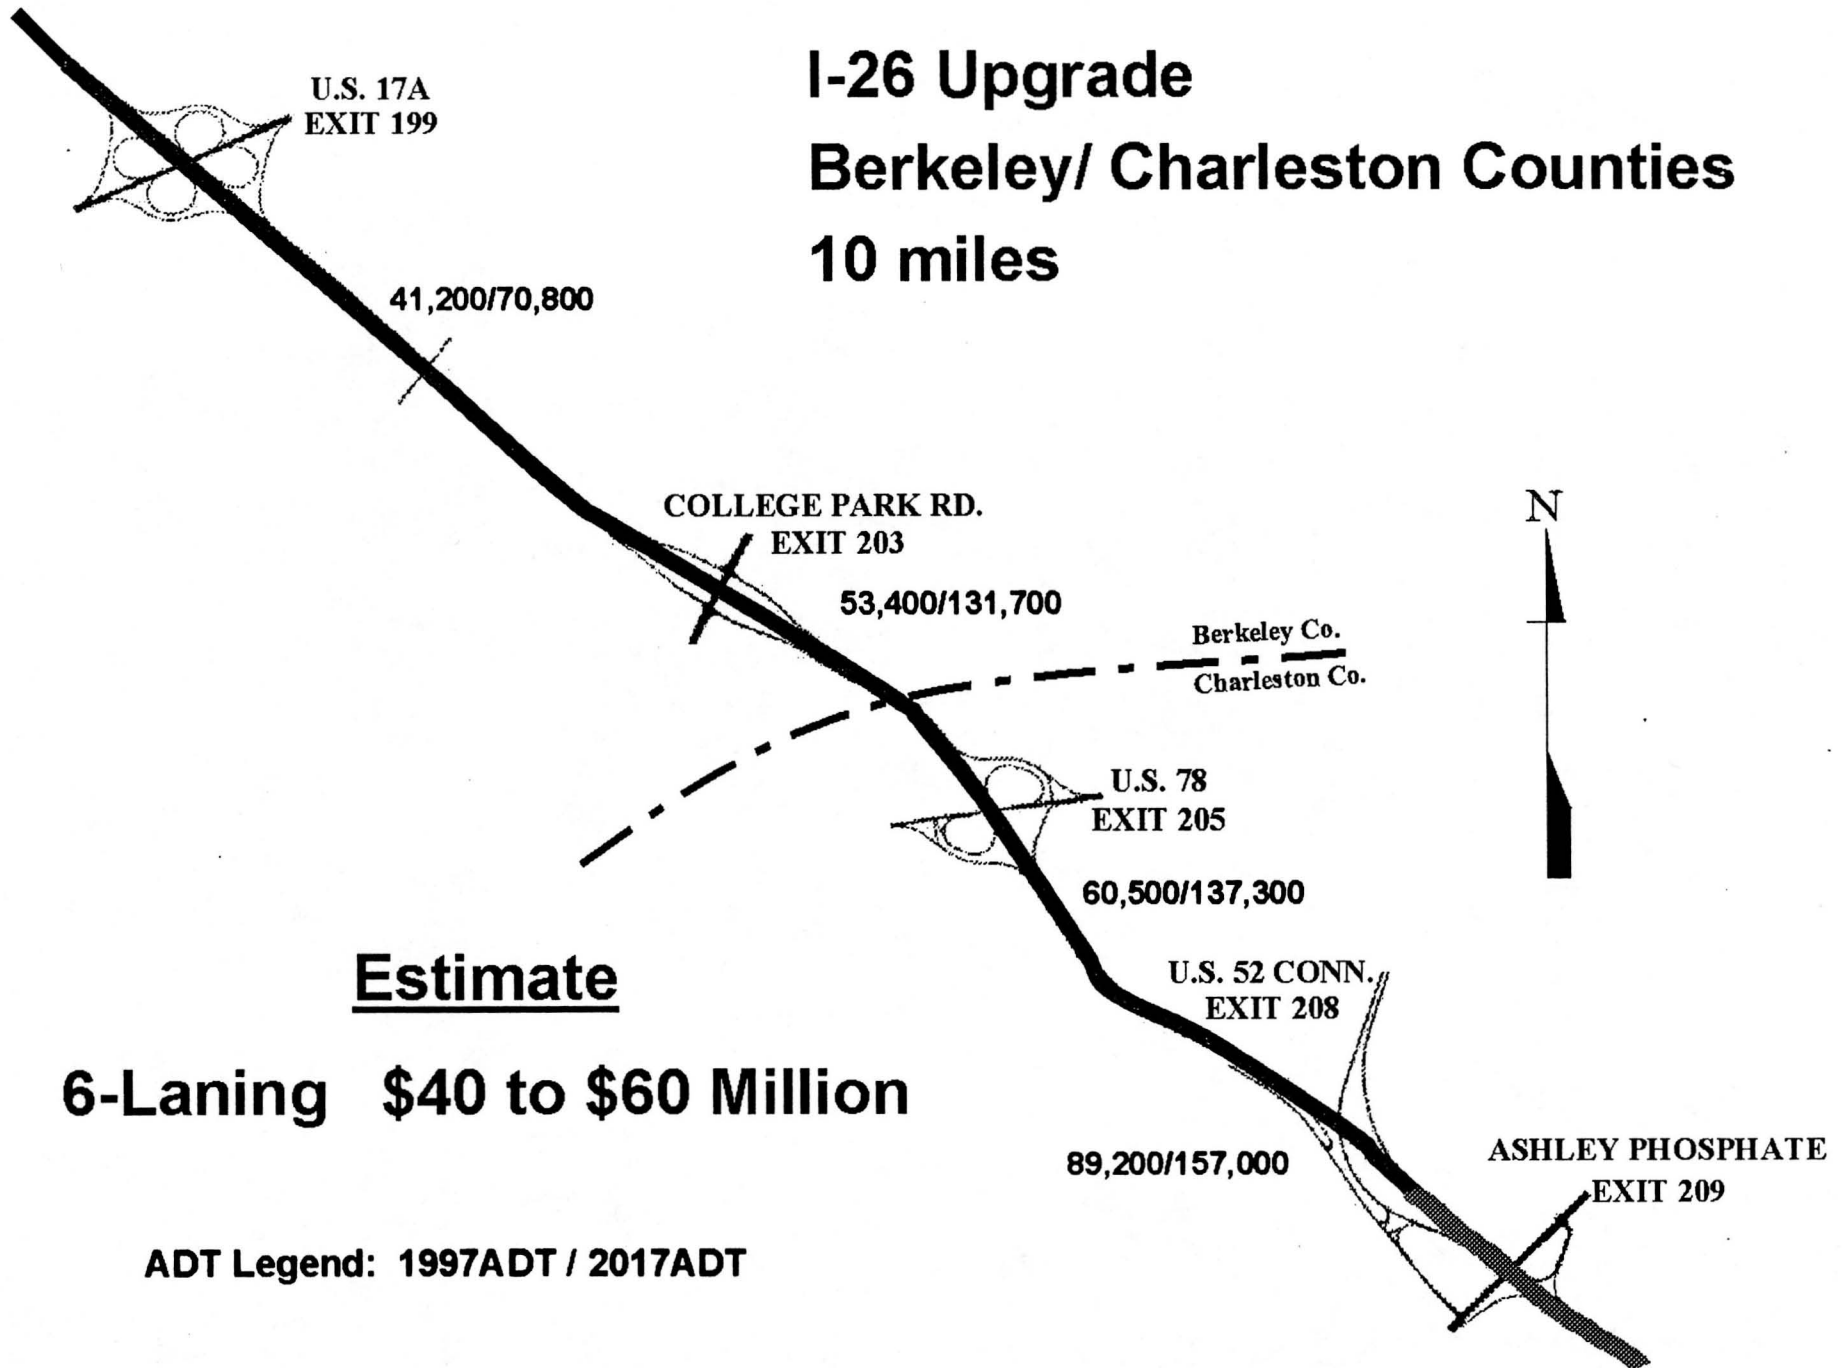 I-26 Upgrade
Berkeley/ Charleston Counties
10 miles
U.S. 17A
EXIT 199
41,200/70,800
COLLEGE PARK RD.
EXIT 203
53,400/131,700
N
Berkeley Co.
Charleston Co.
U.S. 78
EXIT 205
60,500/137,300
Estimate
6-Laning $40 to $60 Million
U.S. 52 CONN.
EXIT 208
89,200/157,000
ASHLEY PHOSPHATE
EXIT 209
ADT Legend: 1997ADT / 2017ADT